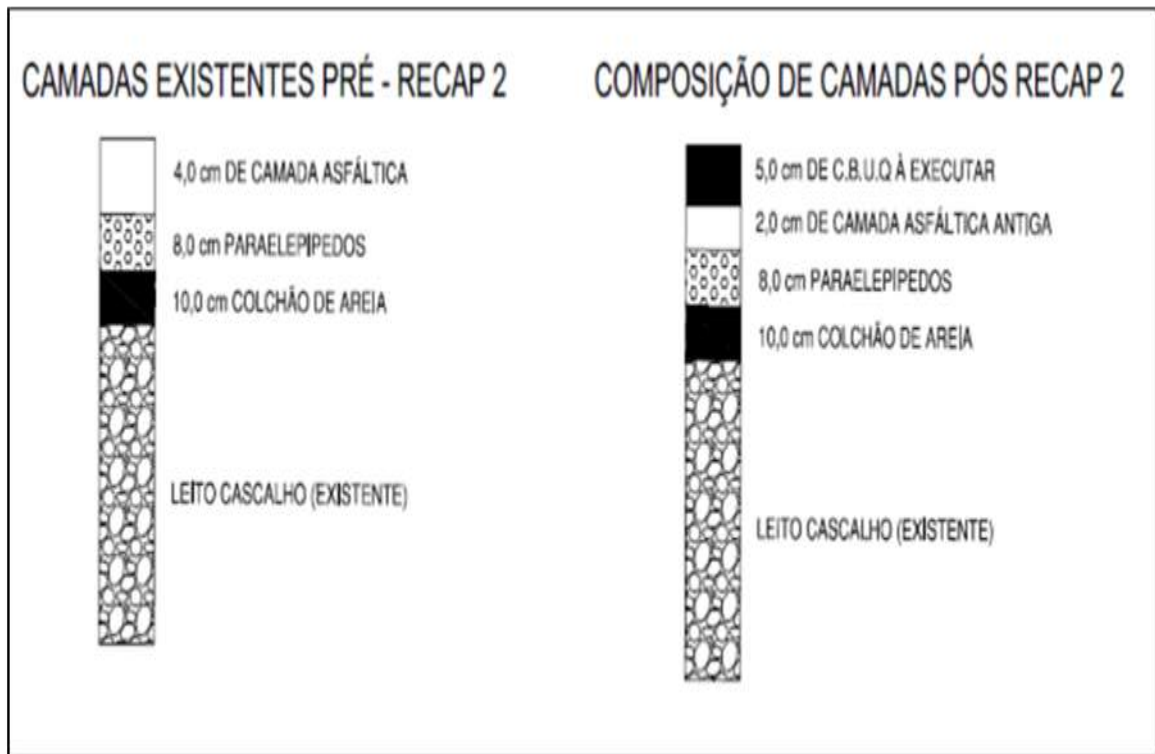 CAMADAS EXISTENTES PRÉ - RECAP 2
4,0 cm DE CAMADA ASFÁLTICA
8,0 cm PARAELEPÍPEDOS
10,0 cm COLCHÃO DE AREIA
LEITO CASCALHO (EXISTENTE)
COMPOSIÇÃO DE CAMADAS PÓS RECAP 2
5,0 cm DE C.B.U.Q À EXECUTAR
2,0 cm DE CAMADA ASFÁLTICA ANTIGA
8,0 cm PARAELEPÍPEDOS
10,0 cm COLCHÃO DE AREIA
LEITO CASCALHO (EXISTENTE)